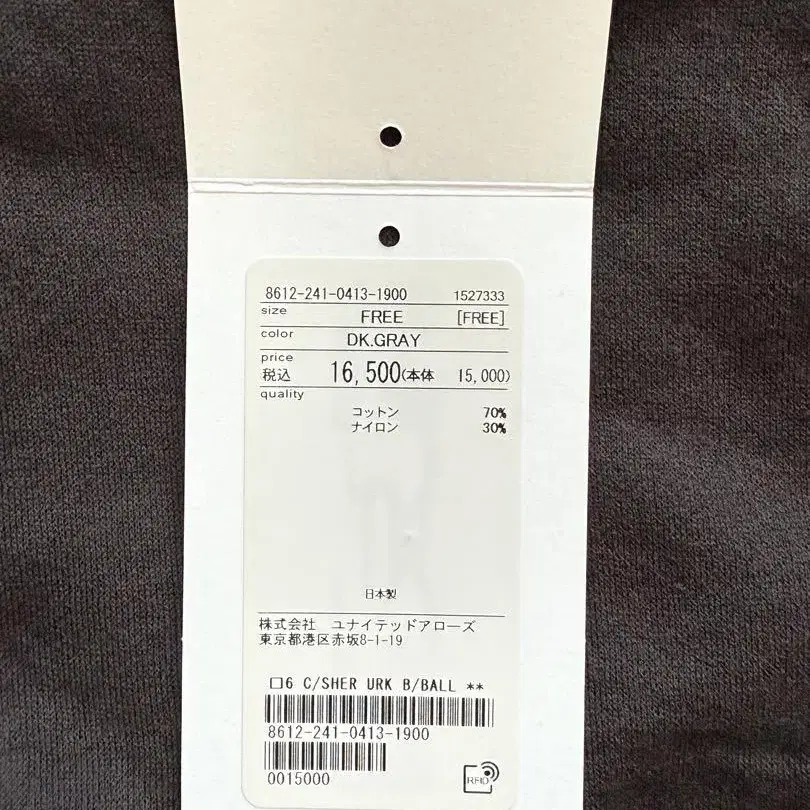 8612-241-0413-1900 1527333
size FREE [FREE]
color DK.GRAY
price
税込 16,500(本体 15,000)
quality
コットン 70%
ナイロン 30%
日本製
株式会社 ユナイテッドアローズ
東京都港区赤坂8-1-19
口6 C/SHER URK B/BALL **
8612-241-0413-1900
0015000
RFID